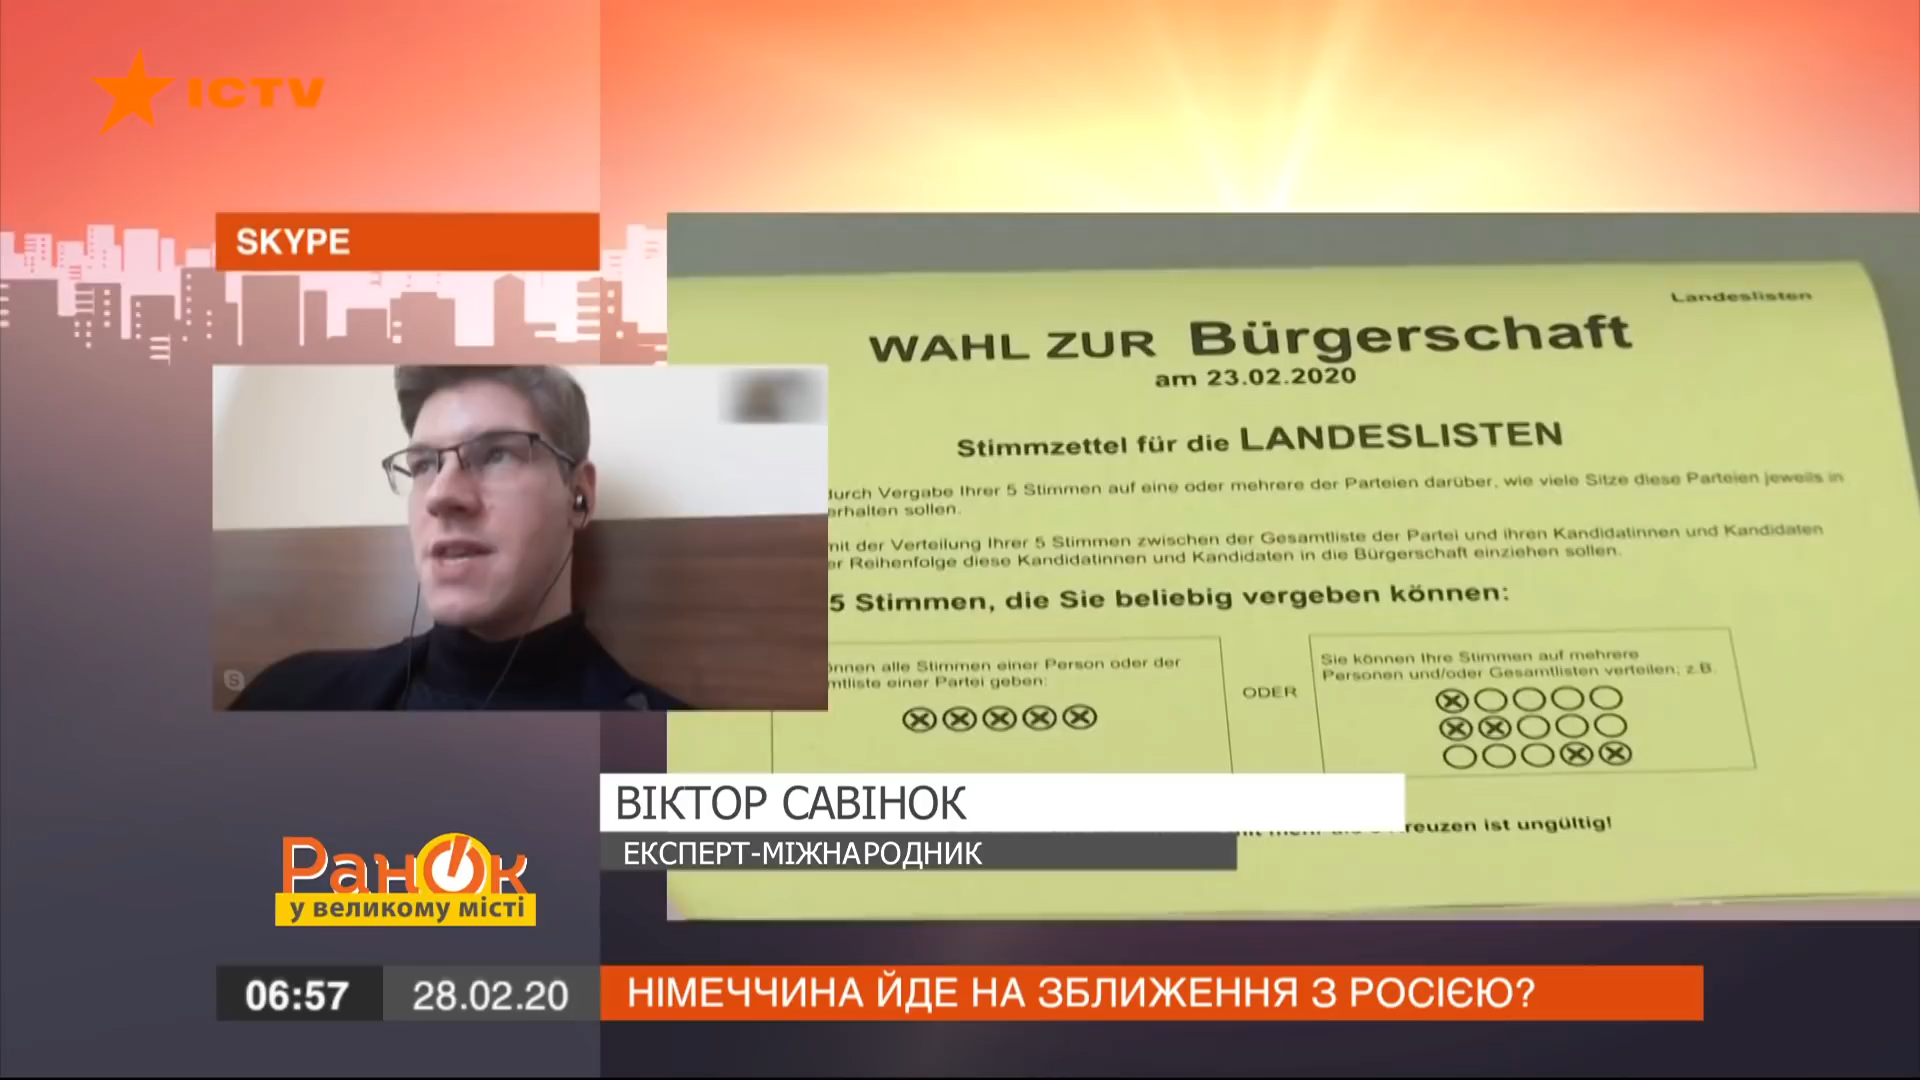 ICTV
SKYPE
Landeslisten
WAHL ZUR Bürgerschaft
am 23.02.2020
Stimmzettel für die LANDESLISTEN
durch Vergabe Ihrer 5 Stimmen auf eine oder mehrere der Parteien darüber, wie viele Sitze diese Parteien jeweils in
erhalten sollen.
mit der Verteilung Ihrer 5 Stimmen zwischen der Gesamtliste der Partei und ihren Kandidatinnen und Kandidaten
er Reihenfolge diese Kandidatinnen und Kandidaten in die Bürgerschaft einziehen sollen.
5 Stimmen, die Sie beliebig vergeben können:
önnen alle Stimmen einer Person oder der
mtliste einer Partei geben:
ODER
Sie können Ihre Stimmen auf mehrere
Personen und/oder Gesamtlisten verteilen; z.B.
reuzen ist ungültig!
ВІКТОР САВІНОК
ЕКСПЕРТ-МІЖНАРОДНИК
Ранок
у великому місті
06:57 28.02.20 НІМЕЧЧИНА ЙДЕ НА ЗБЛИЖЕННЯ З РОСІЄЮ?